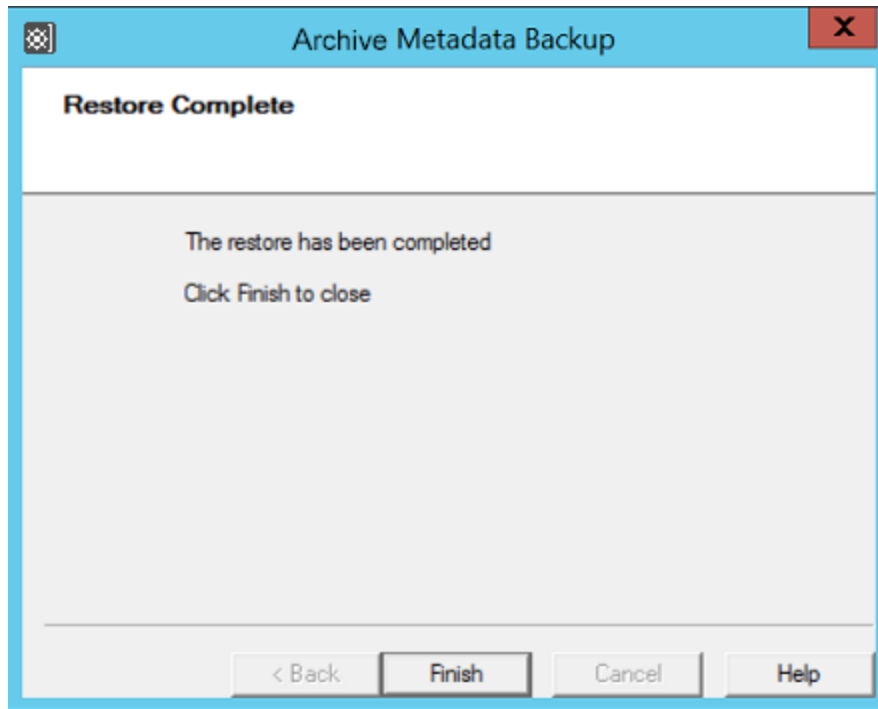 Archive Metadata Backup
X
Restore Complete
The restore has been completed
Click Finish to close
< Back Finish Cancel Help